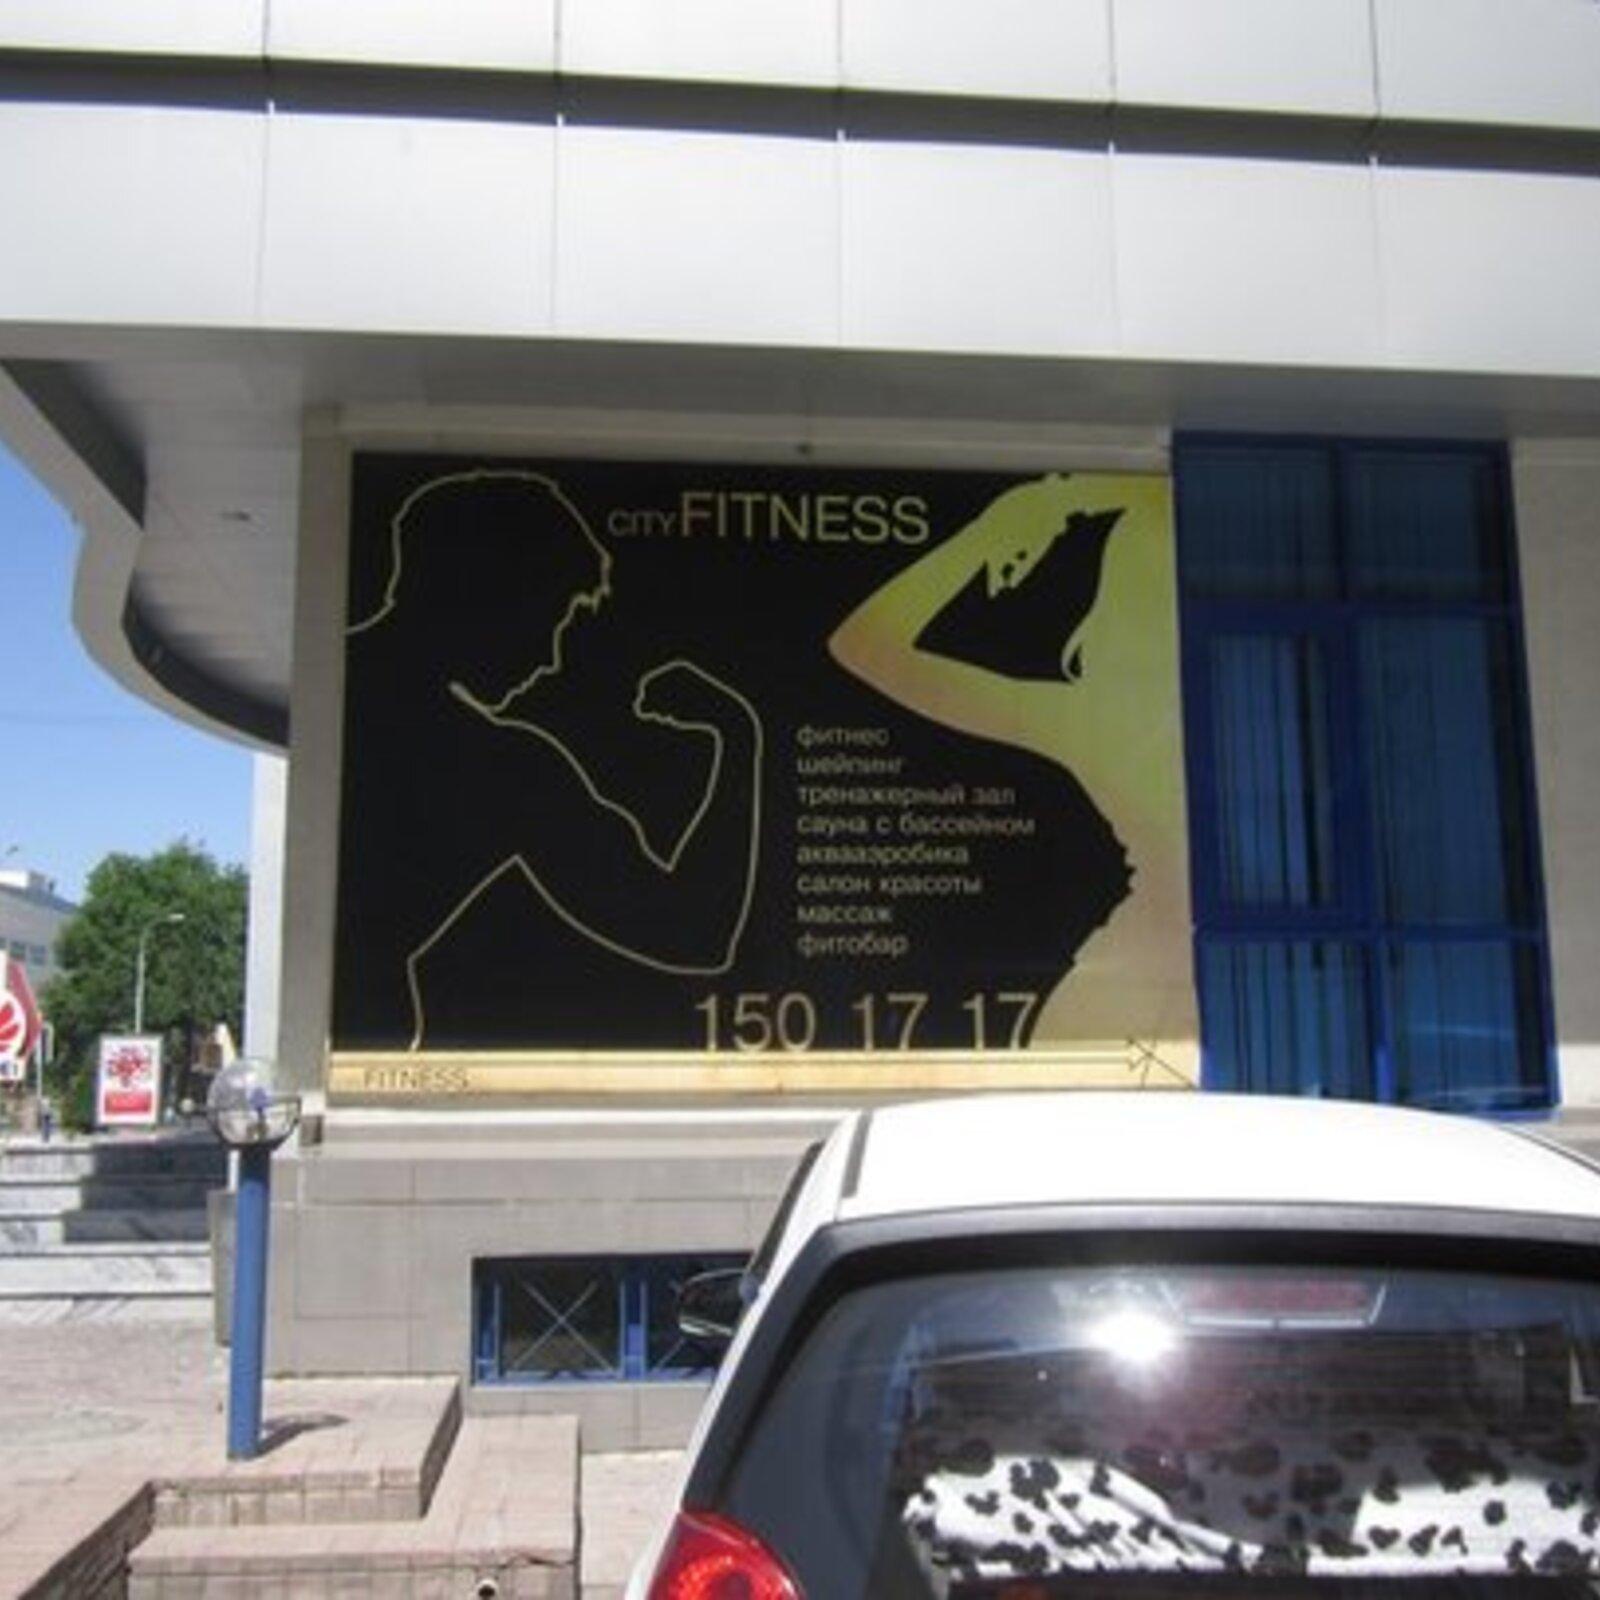 CITY FITNESS
фитнес
шейпинг
тренажерный зал
сауна с бассейном
аквааэробика
салон красоты
массаж
фитобар
150 17 17
FITNESS